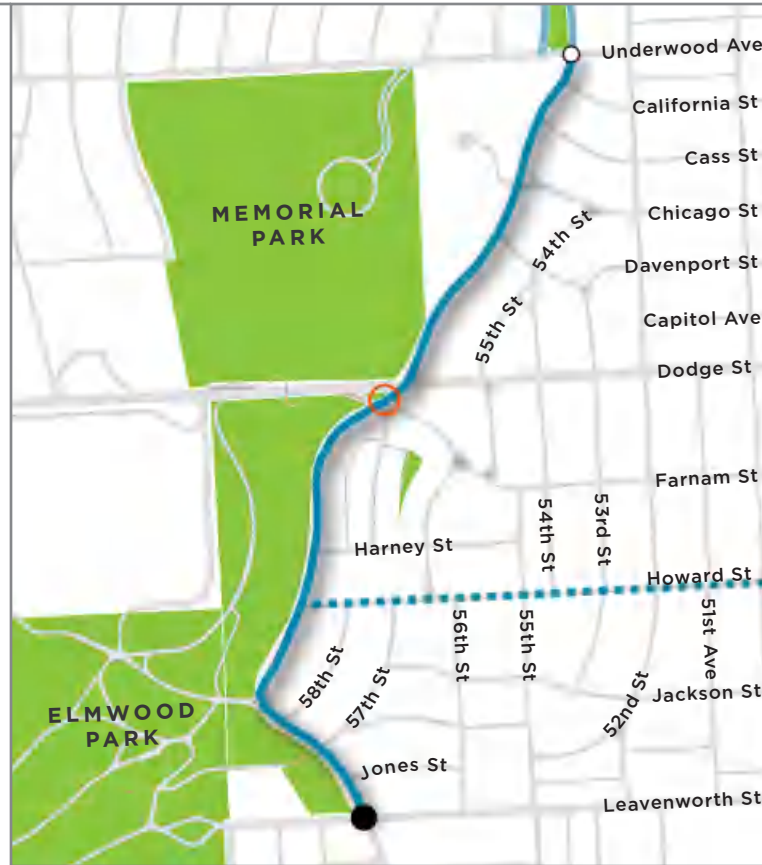 Underwood Ave
California St
Cass St
Chicago St
MEMORIAL
PARK
54th St
Davenport St
55th St
Capitol Ave
Dodge St
Farnam St
54th St
53rd St
Harney St
Howard St
56th St
55th St
51st Ave
58th St
57th St
52nd St
Jackson St
ELMWOOD
PARK
Jones St
Leavenworth St